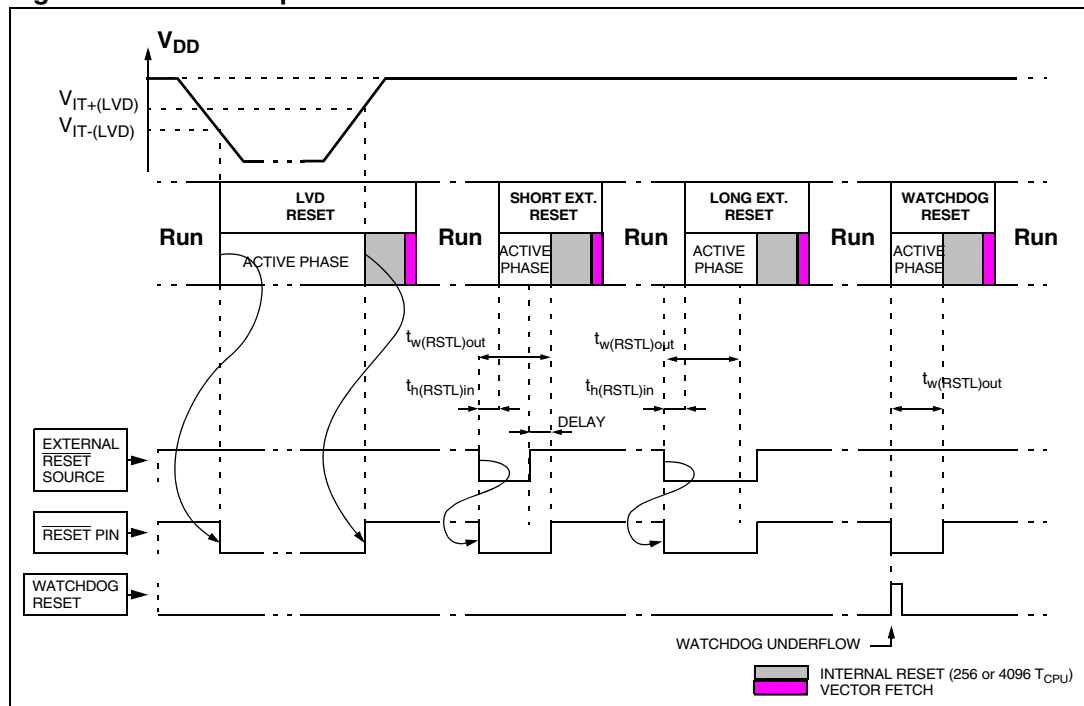 V_DD
V_IT+(LVD)
V_IT-(LVD)
LVD
RESET
SHORT EXT.
RESET
LONG EXT.
RESET
WATCHDOG
RESET
Run
Run
Run
Run
Run
ACTIVE PHASE
ACTIVE
PHASE
ACTIVE
PHASE
ACTIVE
PHASE
t_w(RSTL)out
t_w(RSTL)out
t_w(RSTL)out
t_h(RSTL)in
t_h(RSTL)in
DELAY
EXTERNAL
RESET
SOURCE
RESET PIN
WATCHDOG
RESET
WATCHDOG UNDERFLOW
INTERNAL RESET (256 or 4096 T_CPU)
VECTOR FETCH